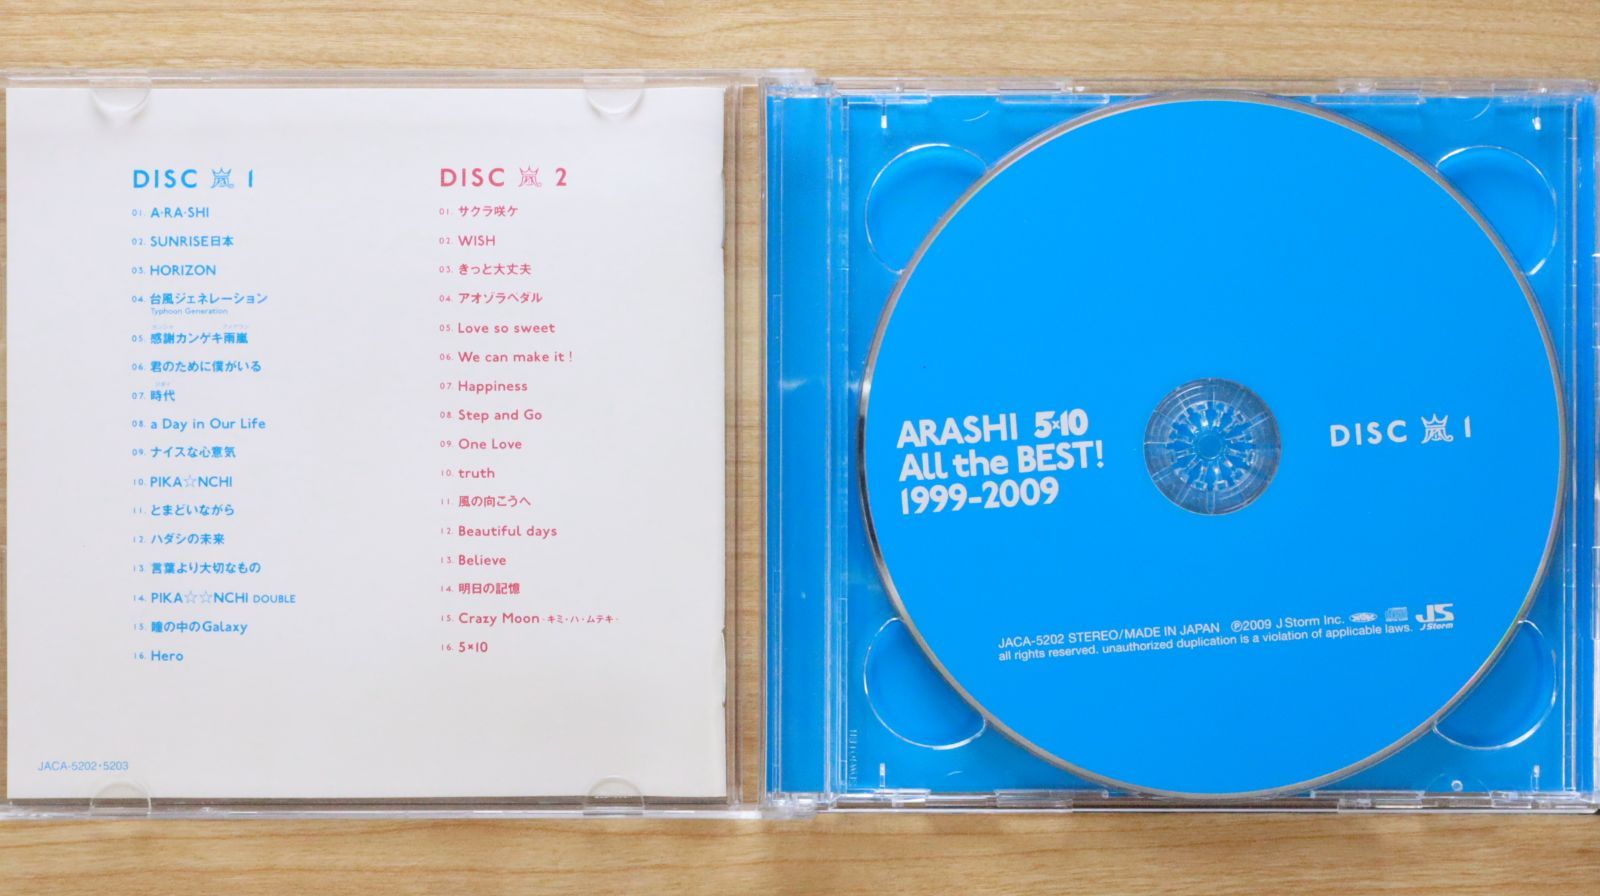 DISC 嵐 1
01. A・RA・SHI
02. SUNRISE日本
03. HORIZON
04. 台風ジェネレーション
Typhoon Generation
05. 感謝カンゲキ雨嵐
06. 君のために僕がいる
07. 時代
08. a Day in Our Life
09. ナイスな心意気
10. PIKA☆NCHI
11. とまどいながら
12. ハダシの未来
13. 言葉より大切なもの
14. PIKA☆☆NCHI DOUBLE
15. 瞳の中のGalaxy
16. Hero
DISC 嵐 2
01. サクラ咲ケ
02. WISH
03. きっと大丈夫
04. アオゾラペダル
05. Love so sweet
06. We can make it!
07. Happiness
08. Step and Go
09. One Love
10. truth
11. 風の向こうへ
12. Beautiful days
13. Believe
14. 明日の記憶
15. Crazy Moon -キミ・ハ・ムテキ-
16. 5×10
JACA-5202・5203
ARASHI 5×10
All the BEST!
1999-2009
DISC 嵐 1
JACA-5202 STEREO/MADE IN JAPAN ℗2009 J Storm Inc.
all rights reserved. unauthorized duplication is a violation of applicable laws.
JS
J Storm